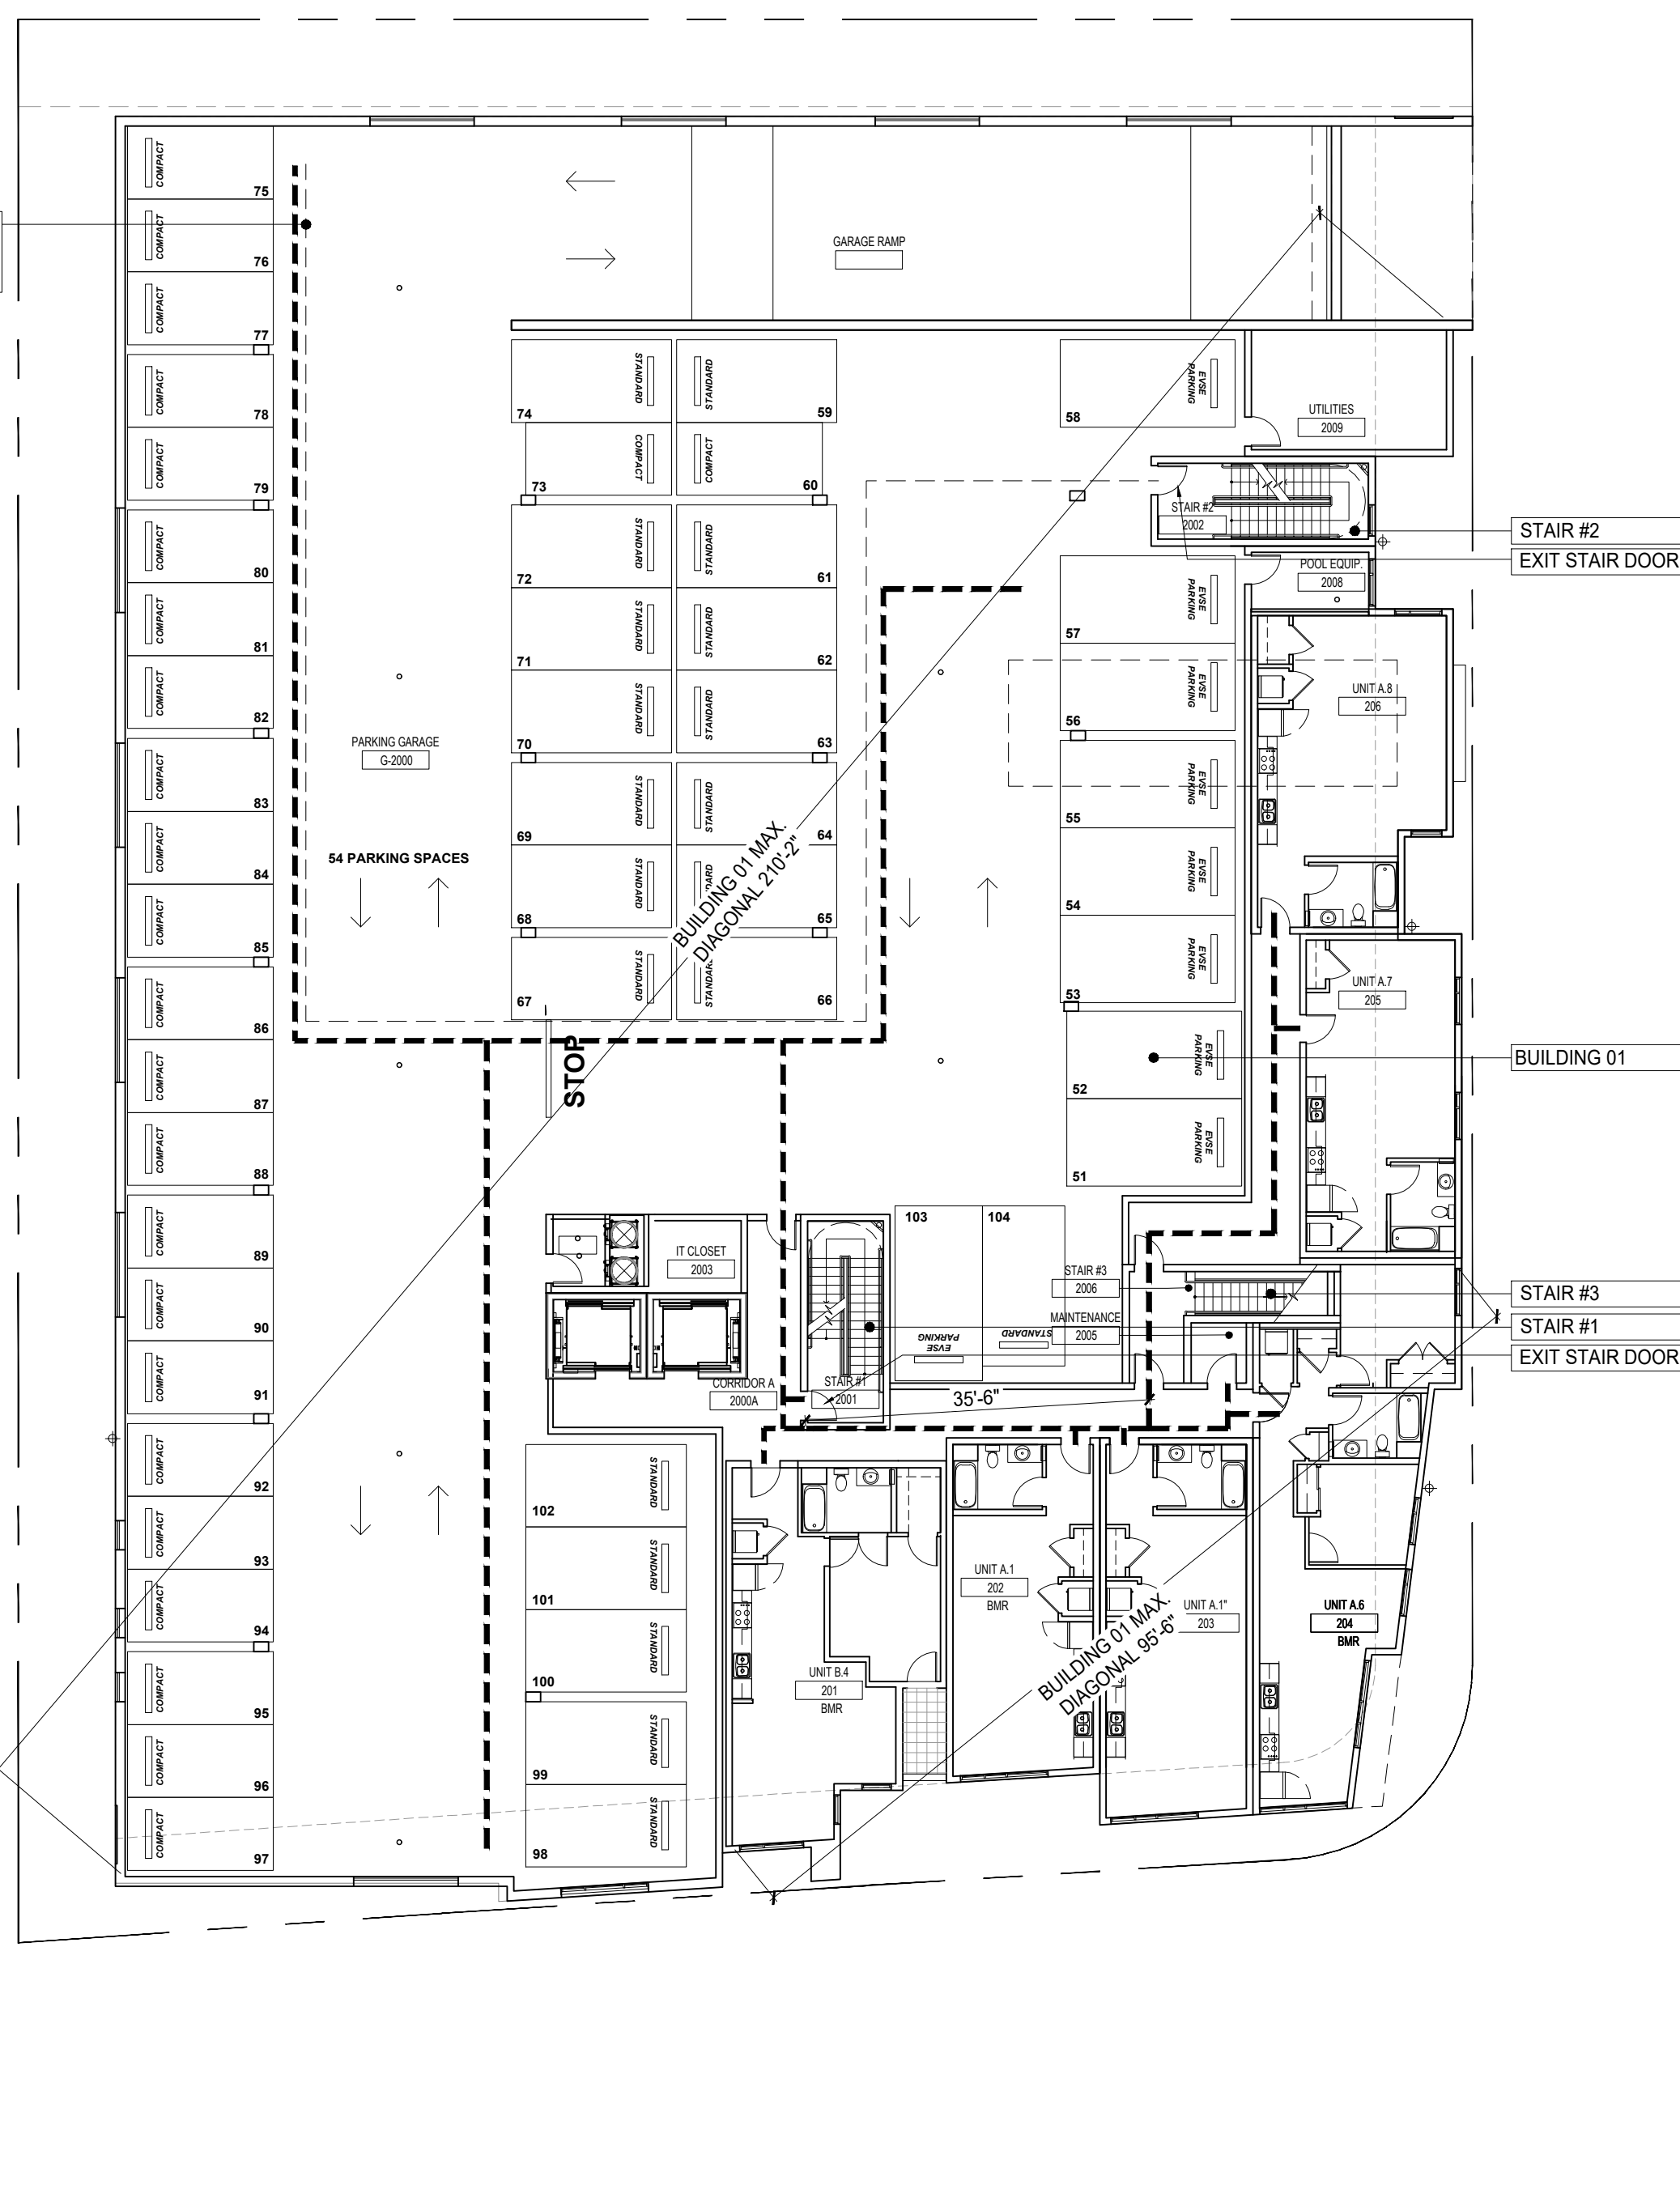 COMPACT
75
COMPACT
76
COMPACT
77
COMPACT
78
COMPACT
79
COMPACT
80
COMPACT
81
COMPACT
82
COMPACT
83
COMPACT
84
COMPACT
85
COMPACT
86
COMPACT
87
COMPACT
88
COMPACT
89
COMPACT
90
COMPACT
91
COMPACT
92
COMPACT
93
COMPACT
94
COMPACT
95
COMPACT
96
COMPACT
97
GARAGE RAMP
PARKING GARAGE
G-2000
54 PARKING SPACES
STANDARD
74
COMPACT
73
STANDARD
72
STANDARD
71
STANDARD
70
STANDARD
69
STANDARD
68
STANDARD
67
STANDARD
59
COMPACT
60
STANDARD
61
STANDARD
62
STANDARD
63
STANDARD
64
65
66
BUILDING 01 MAX.
DIAGONAL 210'-2"
STOP
EVSE
PARKING
58
EVSE
PARKING
57
EVSE
PARKING
56
EVSE
PARKING
55
EVSE
PARKING
54
EVSE
PARKING
53
EVSE
PARKING
52
EVSE
PARKING
51
UTILITIES
2009
STAIR #2
2002
POOL EQUIP.
2008
UNIT A.8
206
UNIT A.7
205
STAIR #2
EXIT STAIR DOOR
BUILDING 01
STAIR #3
STAIR #1
EXIT STAIR DOOR
IT CLOSET
2003
103
104
EVSE
PARKING
STANDARD
STAIR #3
2006
MAINTENANCE
2005
CORRIDOR A
2000A
STAIR #1
2001
35'-6"
STANDARD
102
STANDARD
101
STANDARD
100
STANDARD
99
STANDARD
98
UNIT B.4
201
BMR
UNIT A.1
202
BMR
UNIT A.1"
203
UNIT A.6
204
BMR
BUILDING 01 MAX.
DIAGONAL 95'-6"